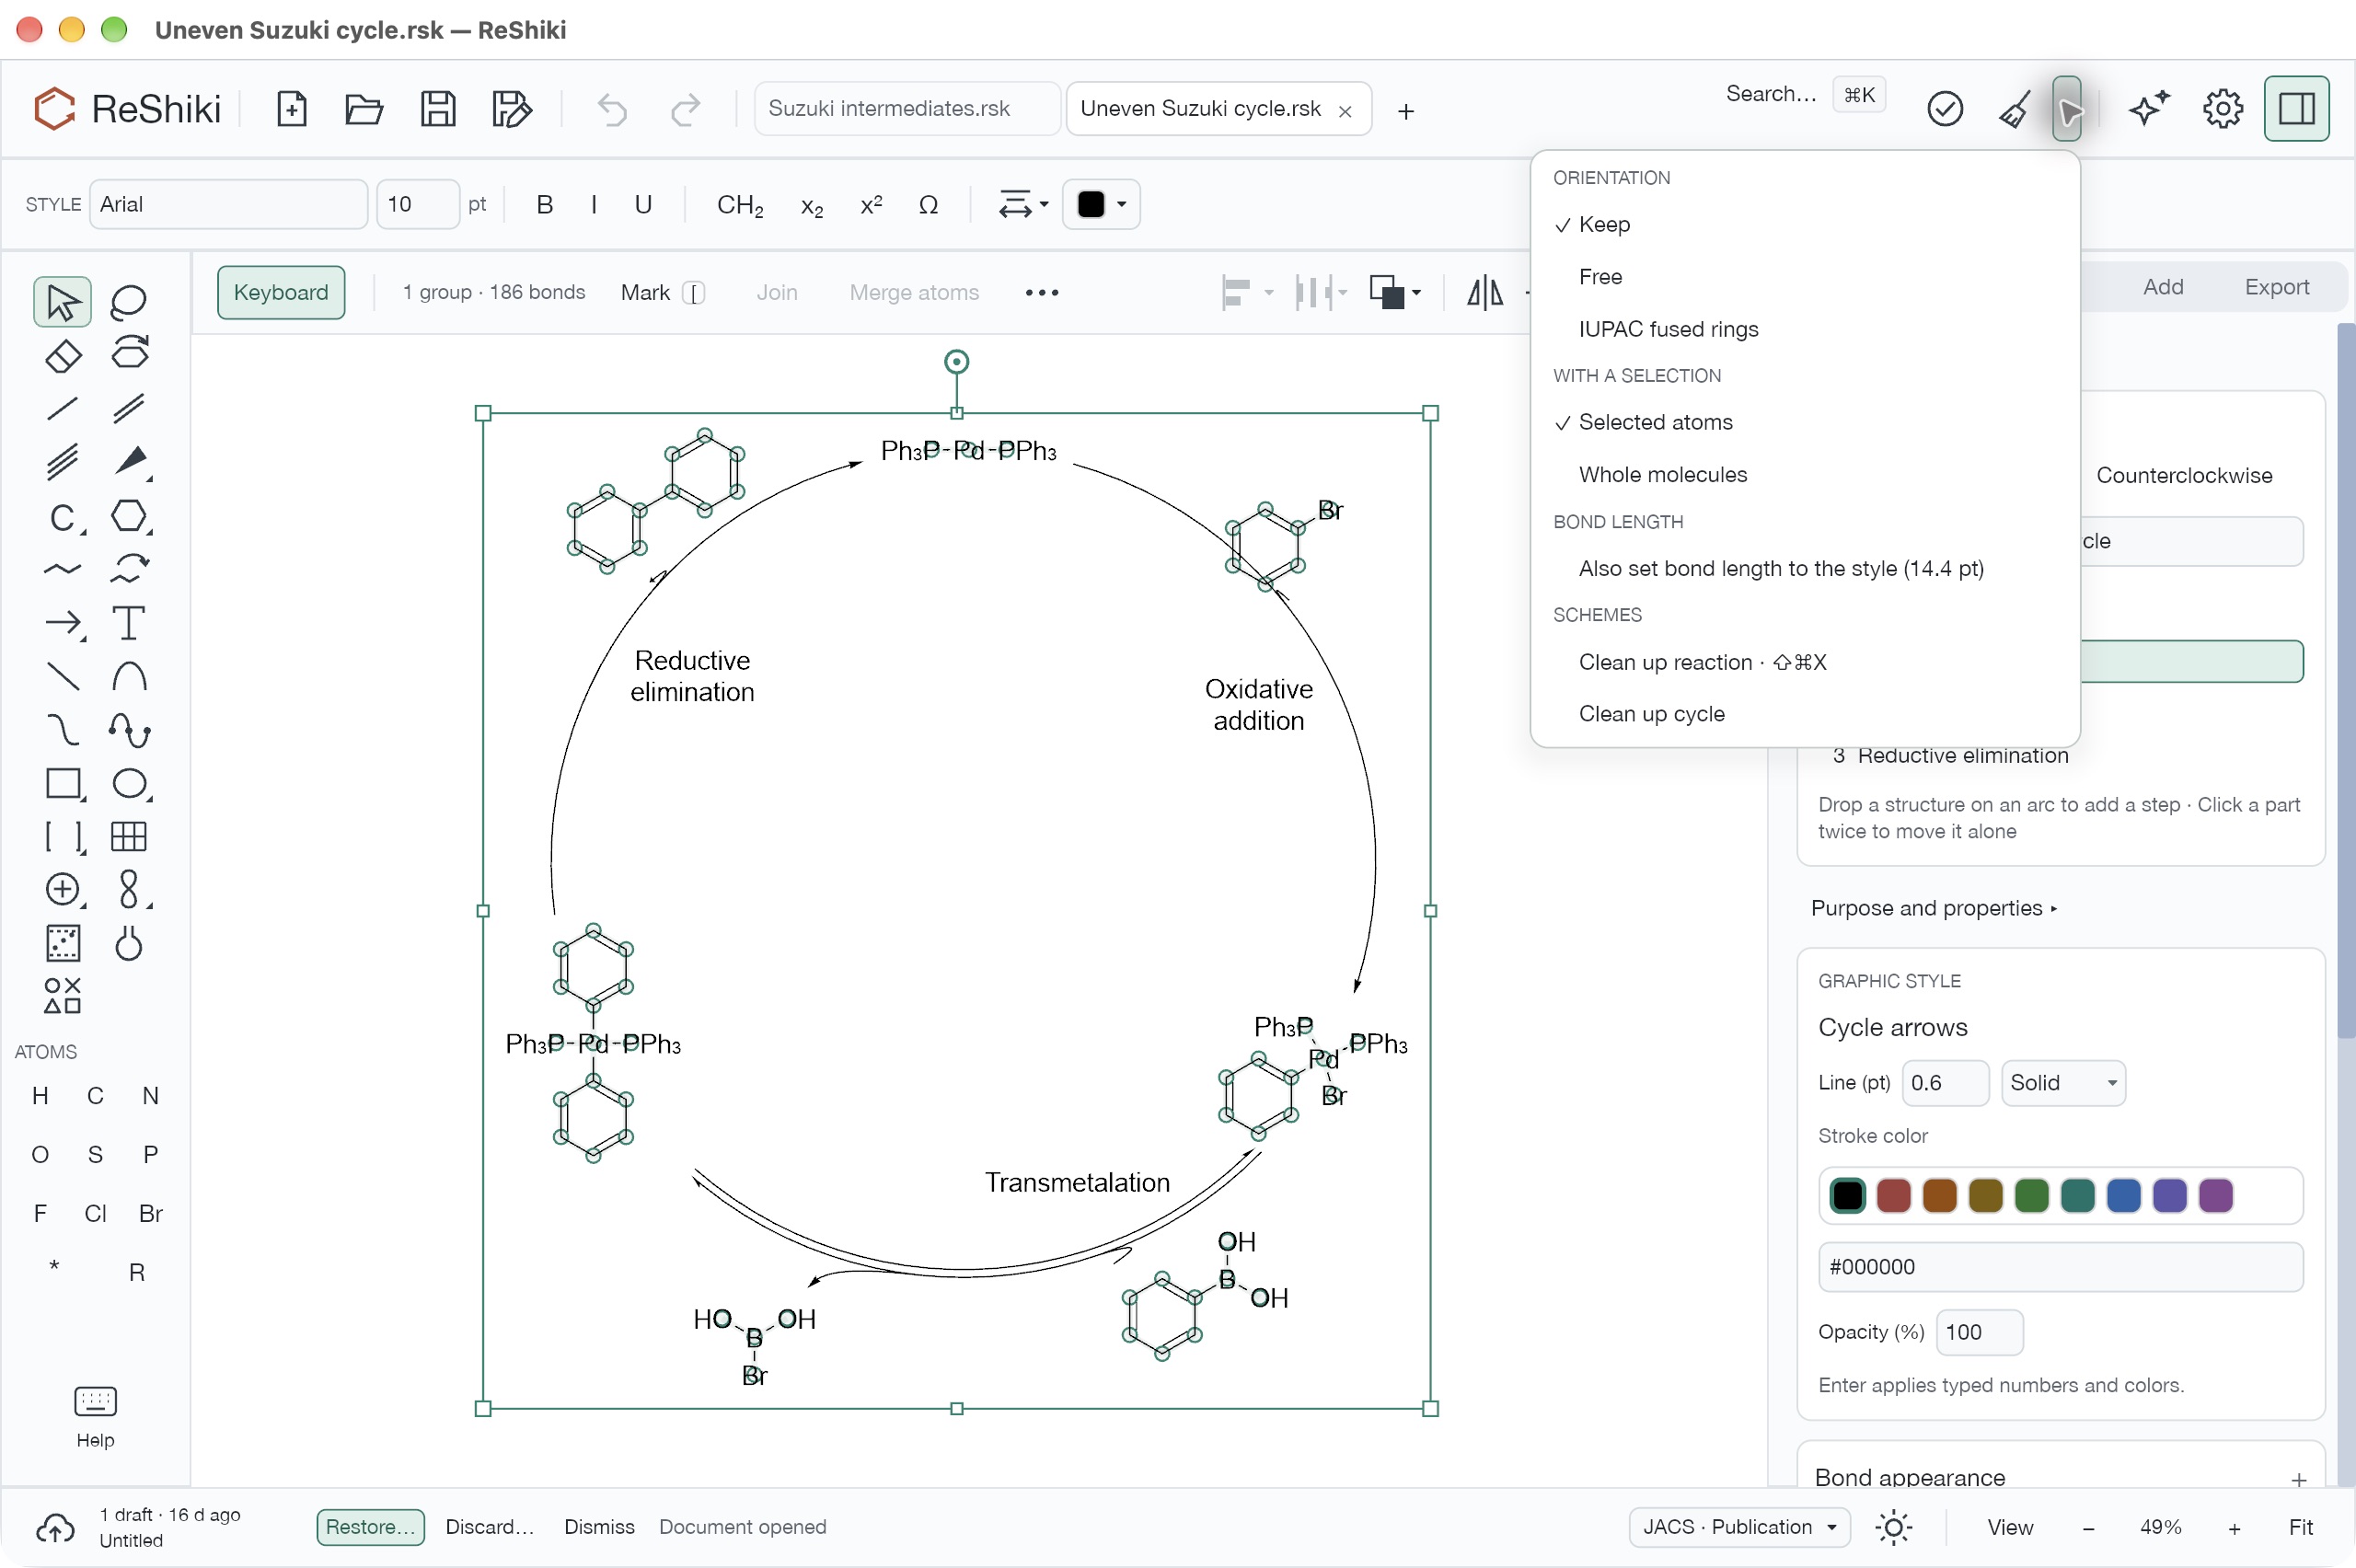 Uneven Suzuki cycle.rsk — ReShiki
ReShiki
Suzuki intermediates.rsk
Uneven Suzuki cycle.rsk ×
+
Search… ⌘K
STYLE Arial 10 pt B I U CH₂ x₂ x² Ω
Keyboard 1 group · 186 bonds Mark [ Join Merge atoms •••
Add Export
ORIENTATION
✓ Keep
Free
IUPAC fused rings
WITH A SELECTION
✓ Selected atoms
Whole molecules
BOND LENGTH
Also set bond length to the style (14.4 pt)
SCHEMES
Clean up reaction · ⇧⌘X
Clean up cycle
Counterclockwise
cle
3 Reductive elimination
Drop a structure on an arc to add a step · Click a part
twice to move it alone
Purpose and properties ▸
GRAPHIC STYLE
Cycle arrows
Line (pt) 0.6 Solid
Stroke color
#000000
Opacity (%) 100
Enter applies typed numbers and colors.
Bond appearance +
C
T
ATOMS
H C N
O S P
F Cl Br
* R
Help
Ph₃P-Pd-PPh₃
Br
Reductive
elimination
Oxidative
addition
Ph₃P-Pd-PPh₃
Ph₃P
PPh₃
Pd
Br
Transmetalation
OH
B
OH
HO OH
B
Br
1 draft · 16 d ago
Untitled
Restore… Discard… Dismiss Document opened
JACS · Publication
View − 49% + Fit